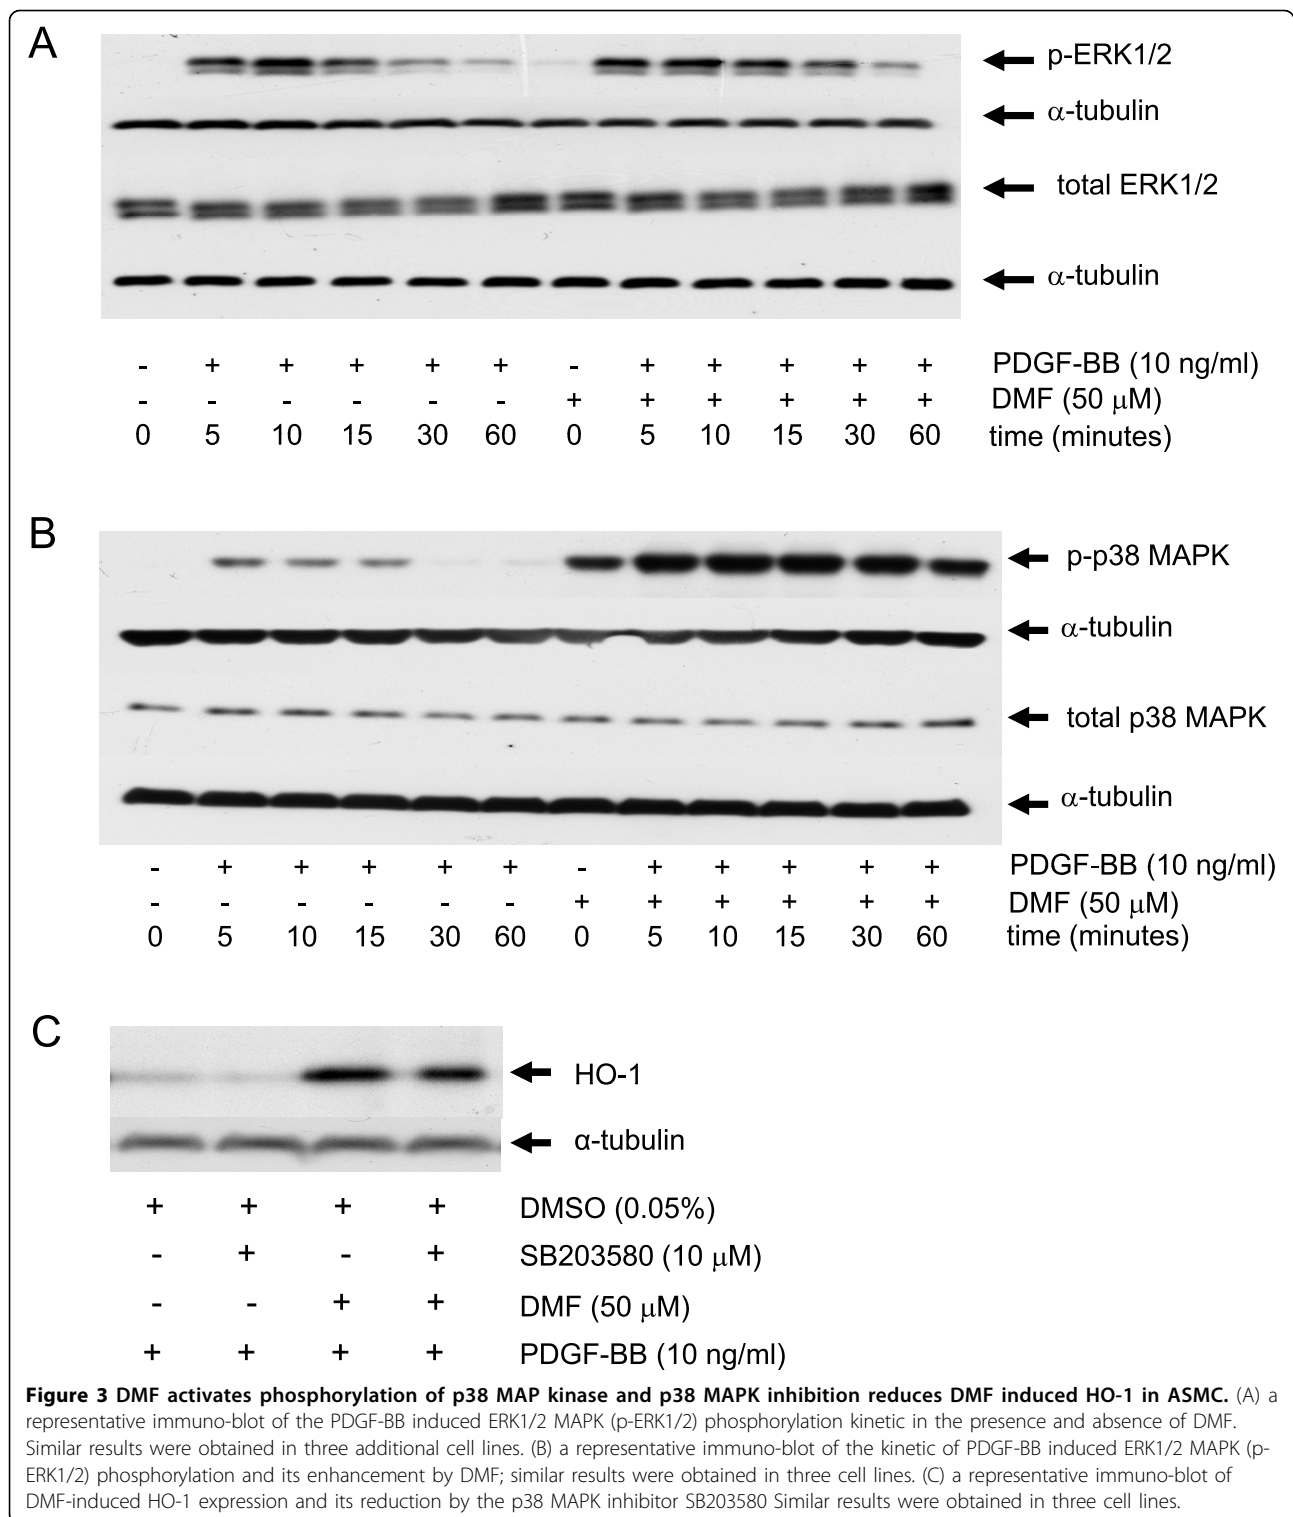 A
p-ERK1/2
α-tubulin
total ERK1/2
α-tubulin
- + + + + + - + + + + + PDGF-BB (10 ng/ml)
- - - - - - + + + + + + DMF (50 μM)
0 5 10 15 30 60 0 5 10 15 30 60 time (minutes)
B
p-p38 MAPK
α-tubulin
total p38 MAPK
α-tubulin
- + + + + + - + + + + + PDGF-BB (10 ng/ml)
- - - - - - + + + + + + DMF (50 μM)
0 5 10 15 30 60 0 5 10 15 30 60 time (minutes)
C
HO-1
α-tubulin
+ + + + DMSO (0.05%)
- + - + SB203580 (10 μM)
- - + + DMF (50 μM)
+ + + + PDGF-BB (10 ng/ml)
Figure 3 DMF activates phosphorylation of p38 MAP kinase and p38 MAPK inhibition reduces DMF induced HO-1 in ASMC. (A) a
representative immuno-blot of the PDGF-BB induced ERK1/2 MAPK (p-ERK1/2) phosphorylation kinetic in the presence and absence of DMF.
Similar results were obtained in three additional cell lines. (B) a representative immuno-blot of the kinetic of PDGF-BB induced ERK1/2 MAPK (p-
ERK1/2) phosphorylation and its enhancement by DMF; similar results were obtained in three cell lines. (C) a representative immuno-blot of
DMF-induced HO-1 expression and its reduction by the p38 MAPK inhibitor SB203580 Similar results were obtained in three cell lines.